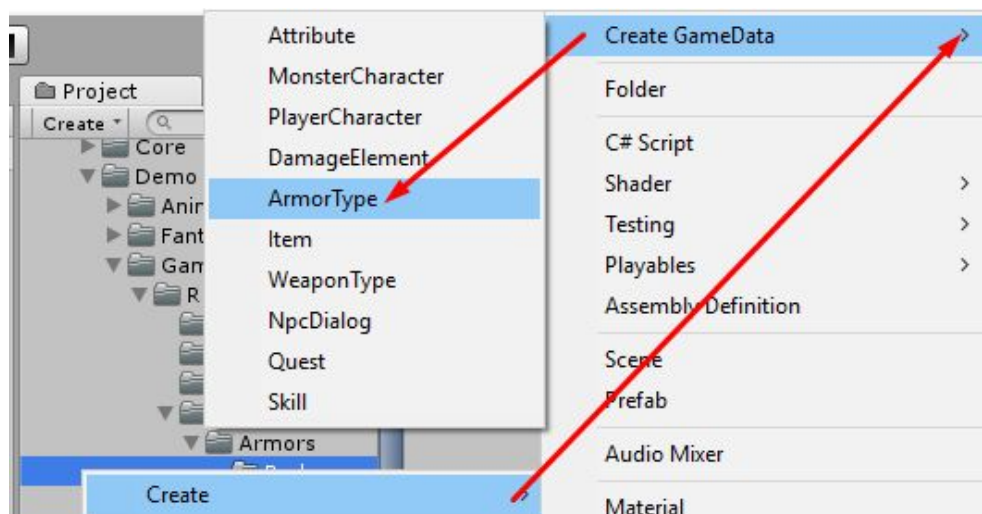 Attribute
MonsterCharacter
PlayerCharacter
DamageElement
ArmorType
Item
WeaponType
NpcDialog
Quest
Skill
Create GameData
Folder
C# Script
Shader
Testing
Playables
Assembly Definition
Scene
Prefab
Audio Mixer
Material
Project
Create
Core
Demo
Anir
Fant
Gam
R
Armors
Create